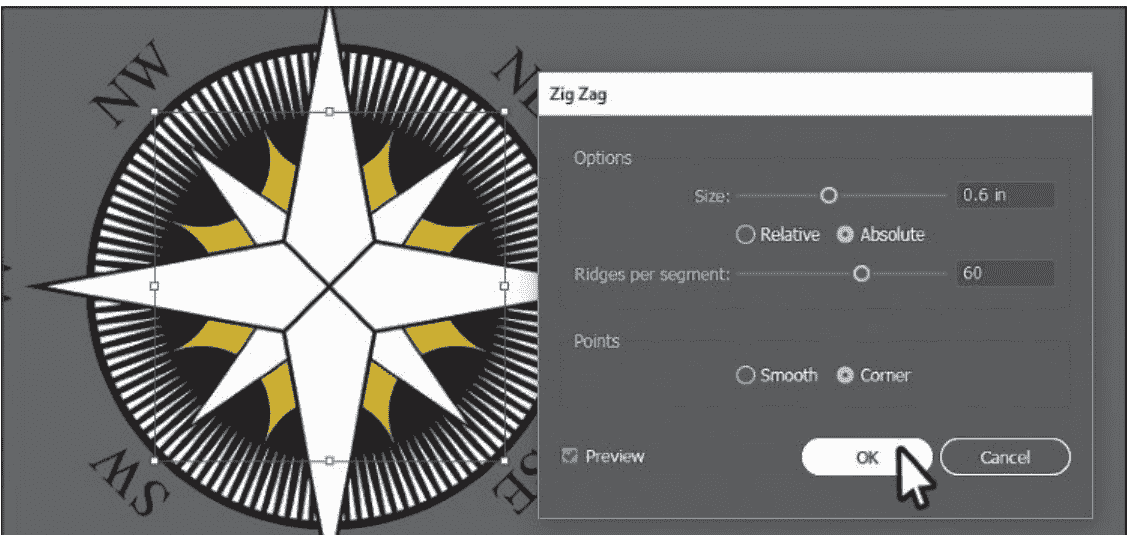 NW
Zig Zag
Options
Size: 0.6 in
Relative Absolute
Ridges per segment: 60
Points
Smooth Corner
Preview OK Cancel
SW
SE